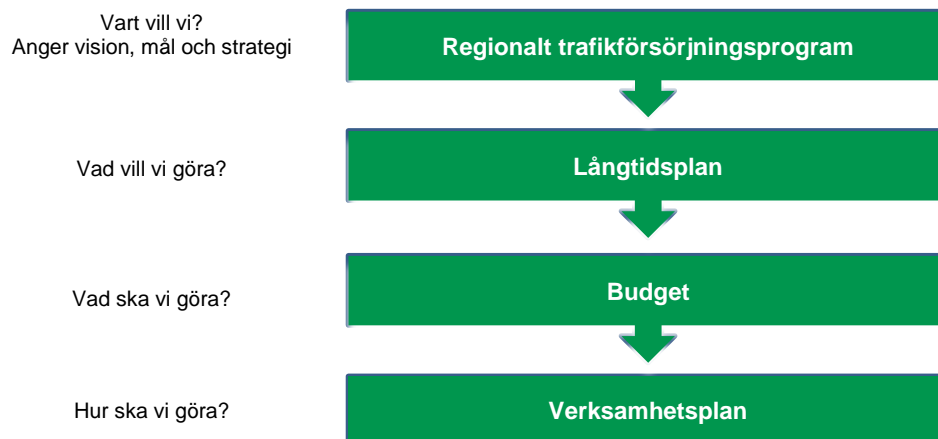 Vart vill vi?
Anger vision, mål och strategi
Regionalt trafikförsörjningsprogram
Vad vill vi göra?
Långtidsplan
Vad ska vi göra?
Budget
Hur ska vi göra?
Verksamhetsplan